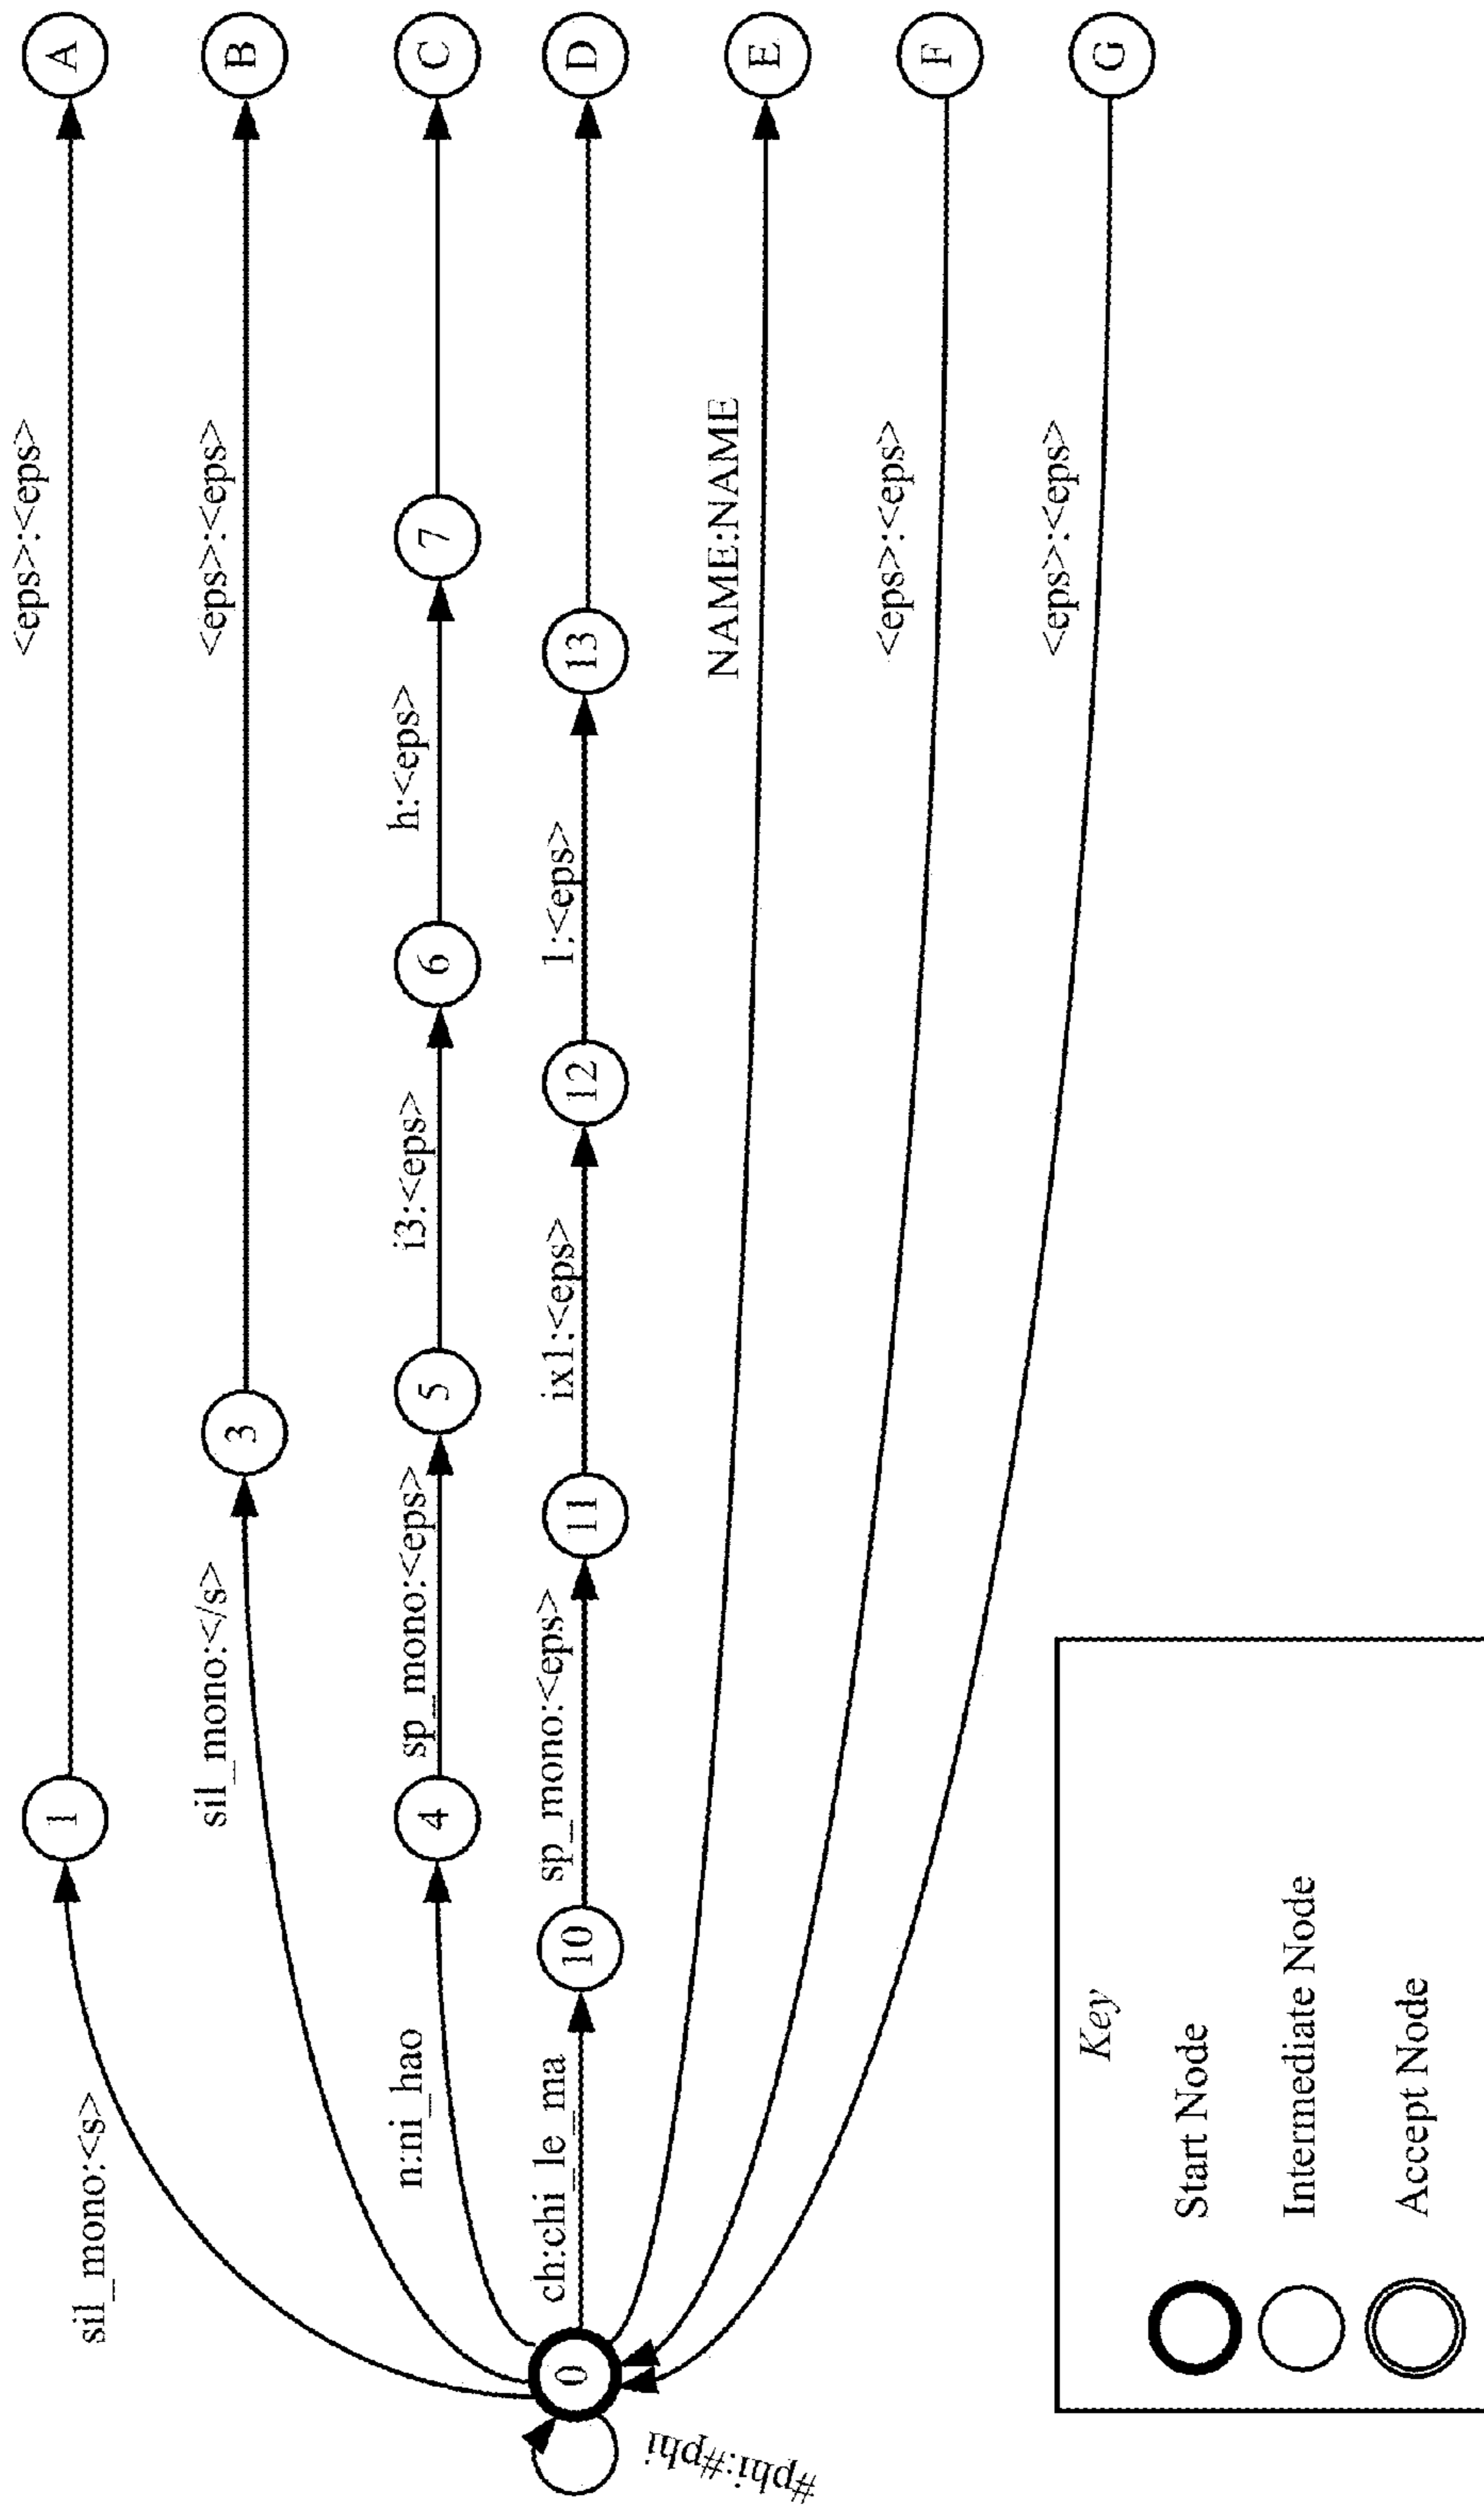 sil_mono:<s>
1
<eps>:<eps>
A
sil_mono:</s>
3
<eps>:<eps>
B
n:ni_hao
4
sp_mono:<eps>
5
i3:<eps>
6
h:<eps>
7
C
0
ch:chi_le_ma
10
sp_mono:<eps>
11
ix1:<eps>
12
l:<eps>
13
D
#phi:#phi
NAME:NAME
E
<eps>:<eps>
F
<eps>:<eps>
G
Key
Start Node
Intermediate Node
Accept Node